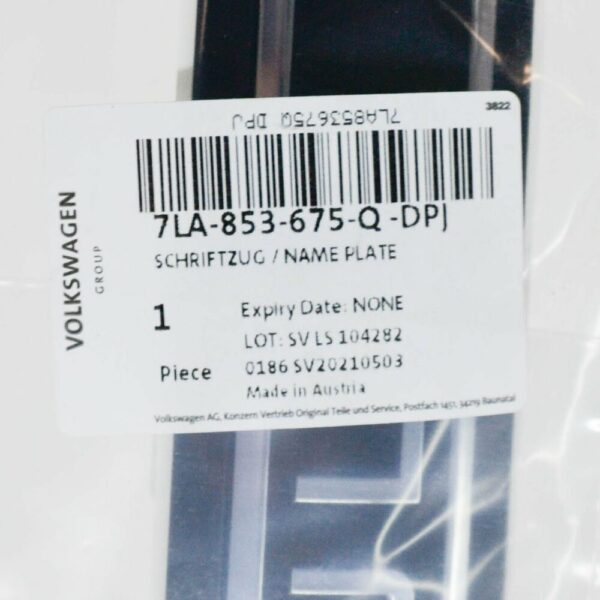 3822
7LA853675Q DPJ
7LA-853-675-Q -DPJ
SCHRIFTZUG / NAME PLATE
VOLKSWAGEN
GROUP
1
Expiry Date: NONE
LOT: SV LS 104282
Piece
0186 SV20210503
Made in Austria
Volkswagen AG, Konzern Vertrieb Original Teile und Service, Postfach 1451, 34219 Baunatal